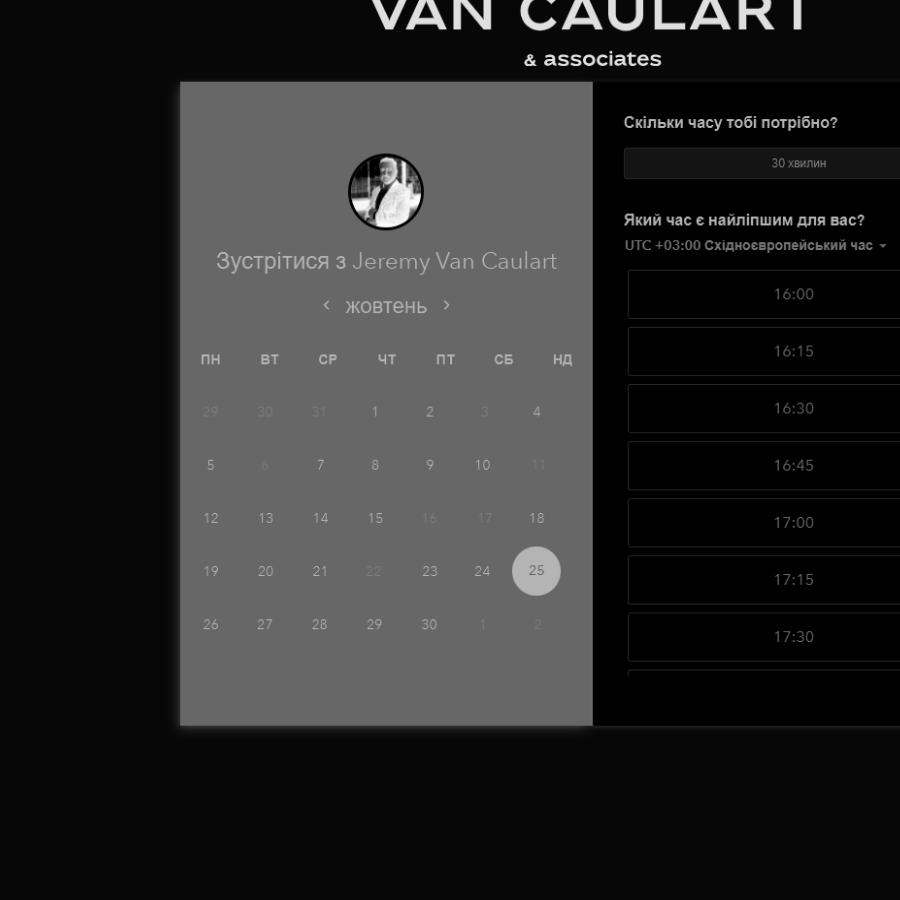 VAN CAULART
& associates
Зустрітися з Jeremy Van Caulart
жовтень
ПН ВТ СР ЧТ ПТ СБ НД
29 30 31 1 2 3 4
5 6 7 8 9 10 11
12 13 14 15 16 17 18
19 20 21 22 23 24 25
26 27 28 29 30 1 2
Скільки часу тобі потрібно?
30 хвилин
Який час є найліпшим для вас?
UTC +03:00 Східноєвропейський час
16:00
16:15
16:30
16:45
17:00
17:15
17:30